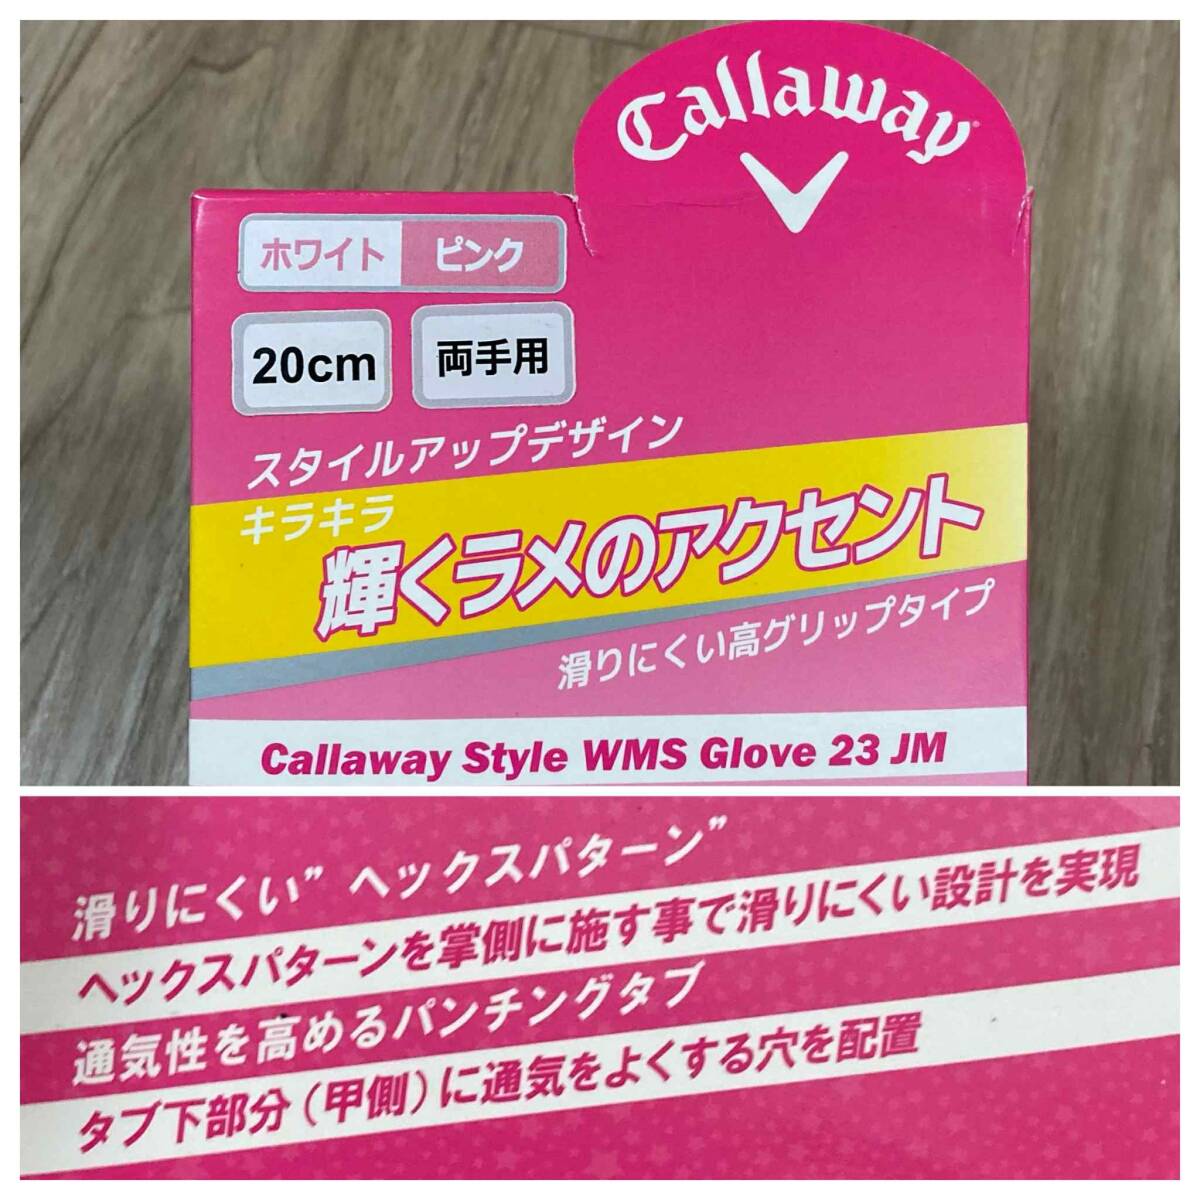 Callaway
ホワイト ピンク
20cm 両手用
スタイルアップデザイン
キラキラ
輝くラメのアクセント
滑りにくい高グリップタイプ
Callaway Style WMS Glove 23 JM
滑りにくい”ヘックスパターン”
ヘックスパターンを掌側に施す事で滑りにくい設計を実現
通気性を高めるパンチングタブ
タブ下部分（甲側）に通気をよくする穴を配置